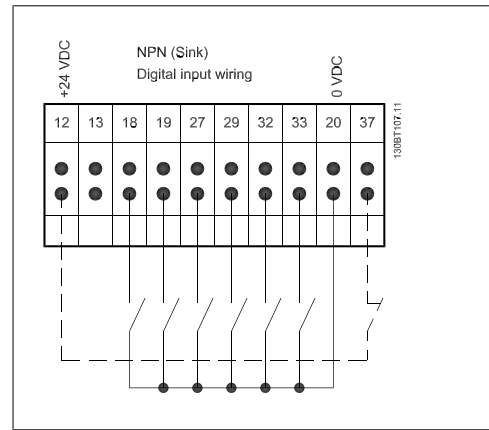 NPN (Sink)
Digital input wiring
+24 VDC
0 VDC
12 13 18 19 27 29 32 33 20 37
130BT107.11